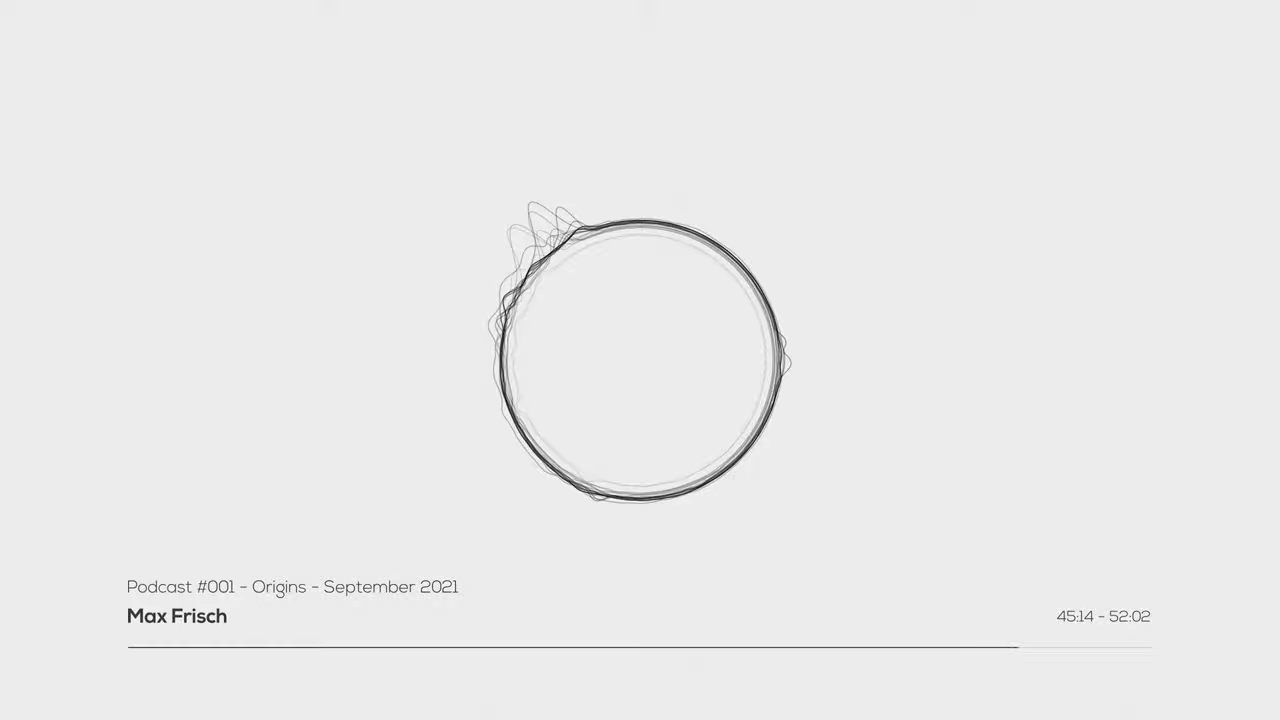 Podcast #001 - Origins - September 2021
Max Frisch
45:14 - 52:02